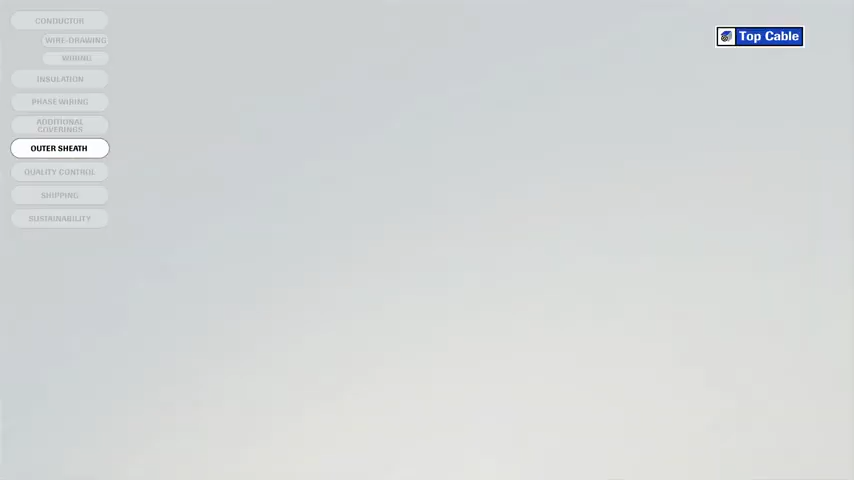 CONDUCTOR
WIRE-DRAWING
WIRING
INSULATION
PHASE WIRING
ADDITIONAL
COVERINGS
OUTER SHEATH
QUALITY CONTROL
SHIPPING
SUSTAINABILITY
Top Cable